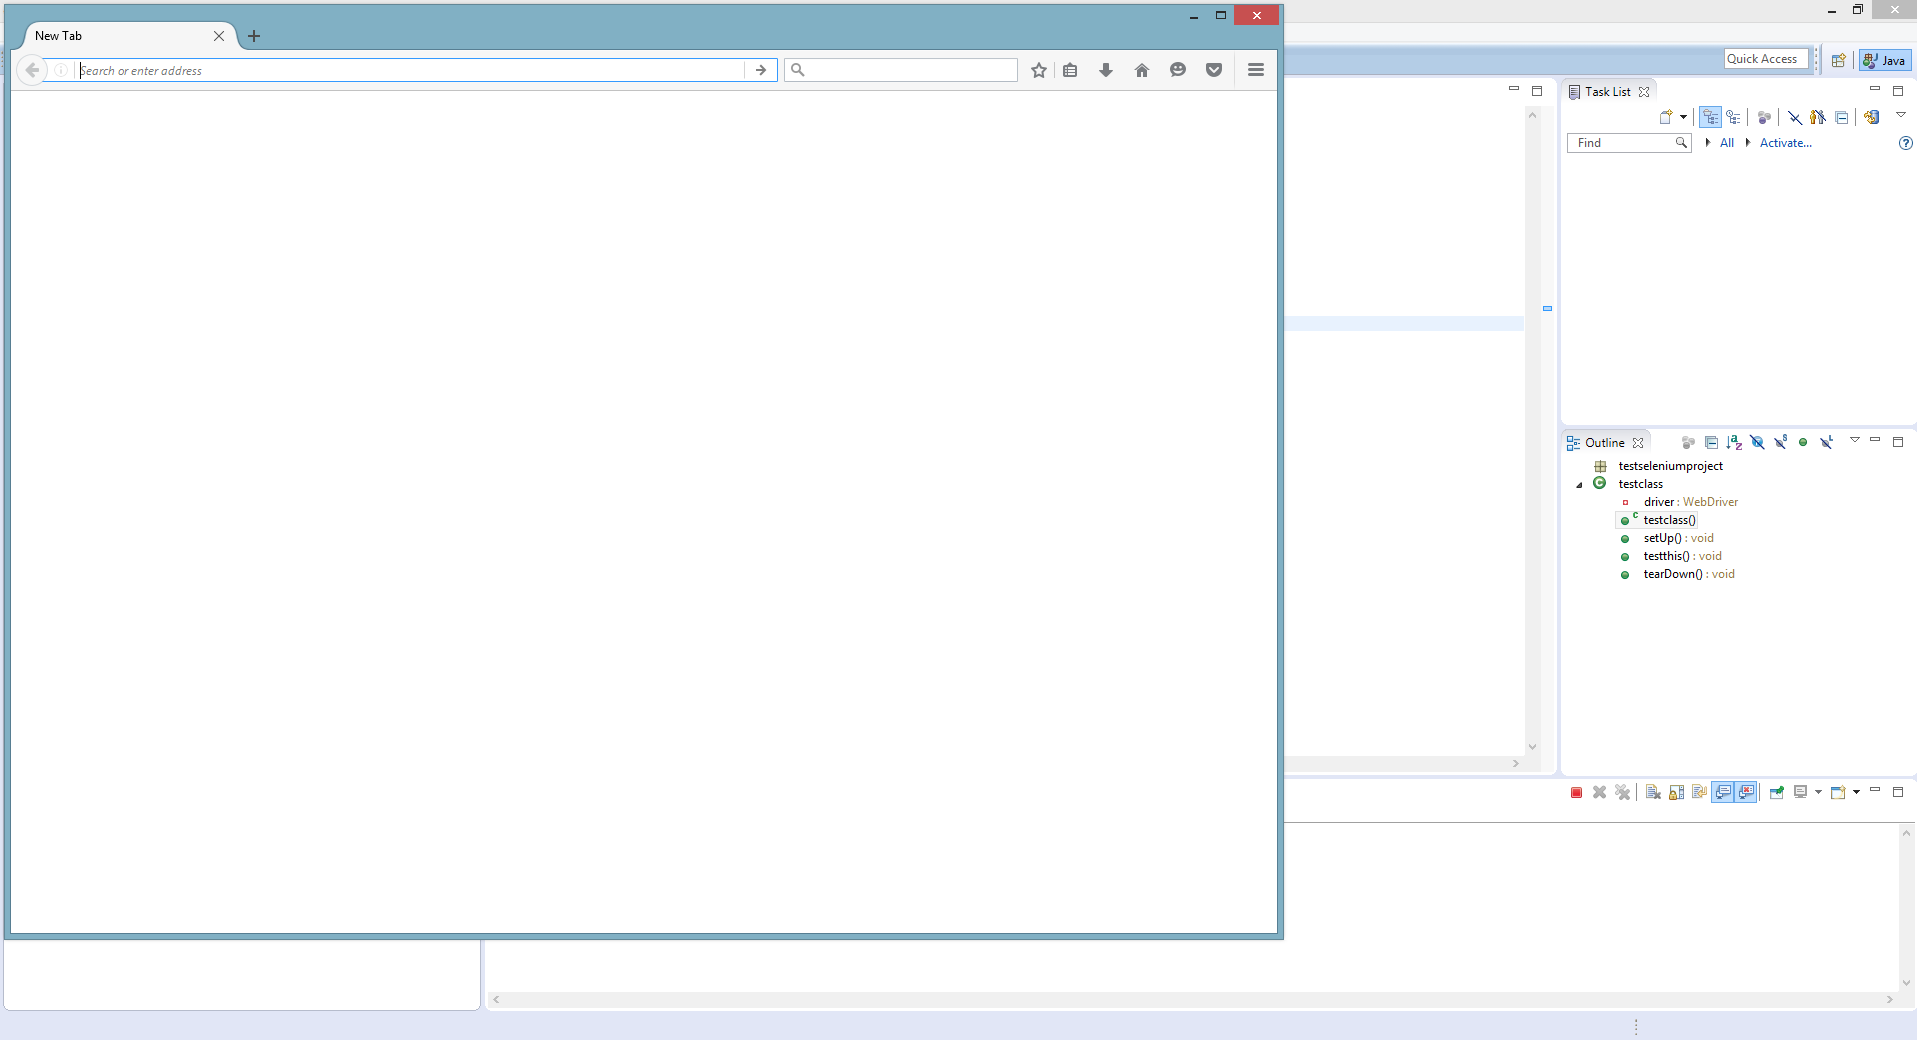 New Tab
Search or enter address
Quick Access
Java
Task List
Find
All
Activate...
Outline
testseleniumproject
testclass
driver : WebDriver
testclass()
setUp() : void
testthis() : void
tearDown() : void